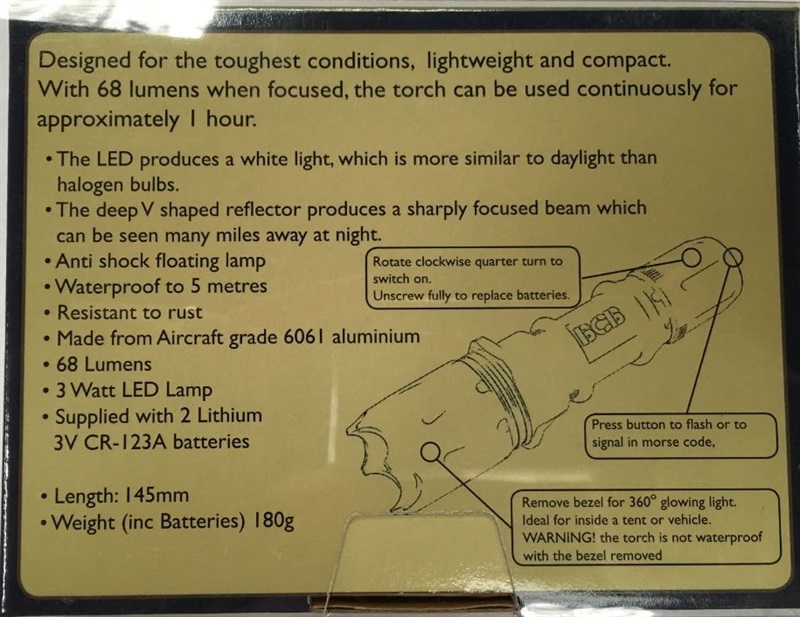 Designed for the toughest conditions, lightweight and compact.
With 68 lumens when focused, the torch can be used continuously for
approximately 1 hour.
• The LED produces a white light, which is more similar to daylight than
halogen bulbs.
• The deep V shaped reflector produces a sharply focused beam which
can be seen many miles away at night.
• Anti shock floating lamp
• Waterproof to 5 metres
• Resistant to rust
• Made from Aircraft grade 6061 aluminium
• 68 Lumens
• 3 Watt LED Lamp
• Supplied with 2 Lithium
3V CR-123A batteries
• Length: 145mm
• Weight (inc Batteries) 180g
Rotate clockwise quarter turn to
switch on.
Unscrew fully to replace batteries.
BCB
Press button to flash or to
signal in morse code,
Remove bezel for 360° glowing light.
Ideal for inside a tent or vehicle.
WARNiNG! the torch is not waterproof
with the bezel removed